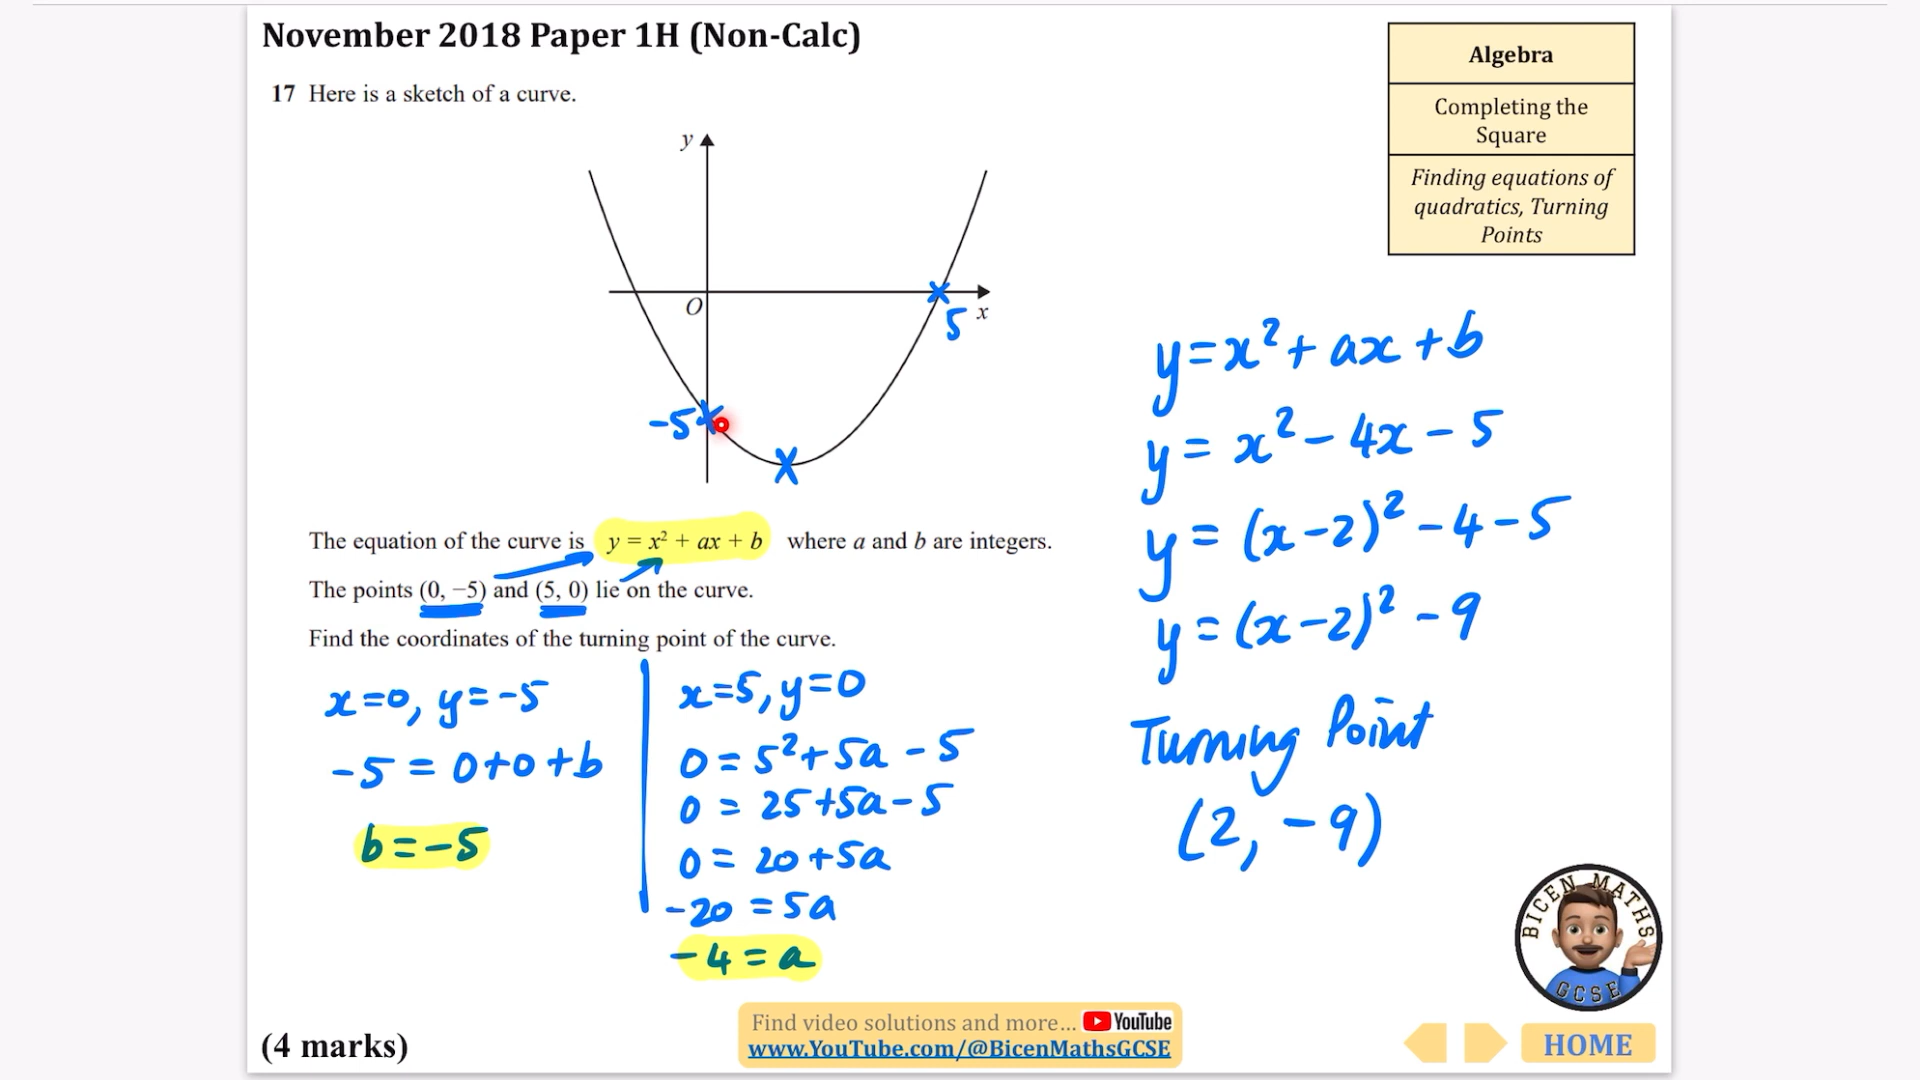 November 2018 Paper 1H (Non-Calc)
Algebra
Completing the
Square
Finding equations of
quadratics, Turning
Points
17 Here is a sketch of a curve.
y
O
x
5
-5
The equation of the curve is y = x² + ax + b where a and b are integers.
The points (0, −5) and (5, 0) lie on the curve.
Find the coordinates of the turning point of the curve.
x=0, y=-5
-5 = 0+0+b
b=-5
x=5, y=0
0 = 5²+5a-5
0 = 25+5a-5
0 = 20+5a
-20 = 5a
-4 = a
y=x²+ax+b
y = x²-4x-5
y = (x-2)²-4-5
y = (x-2)²-9
Turning Point
(2, -9)
BICEN MATHS
GCSE
(4 marks)
Find video solutions and more... YouTube
www.YouTube.com/@BicenMathsGCSE
HOME